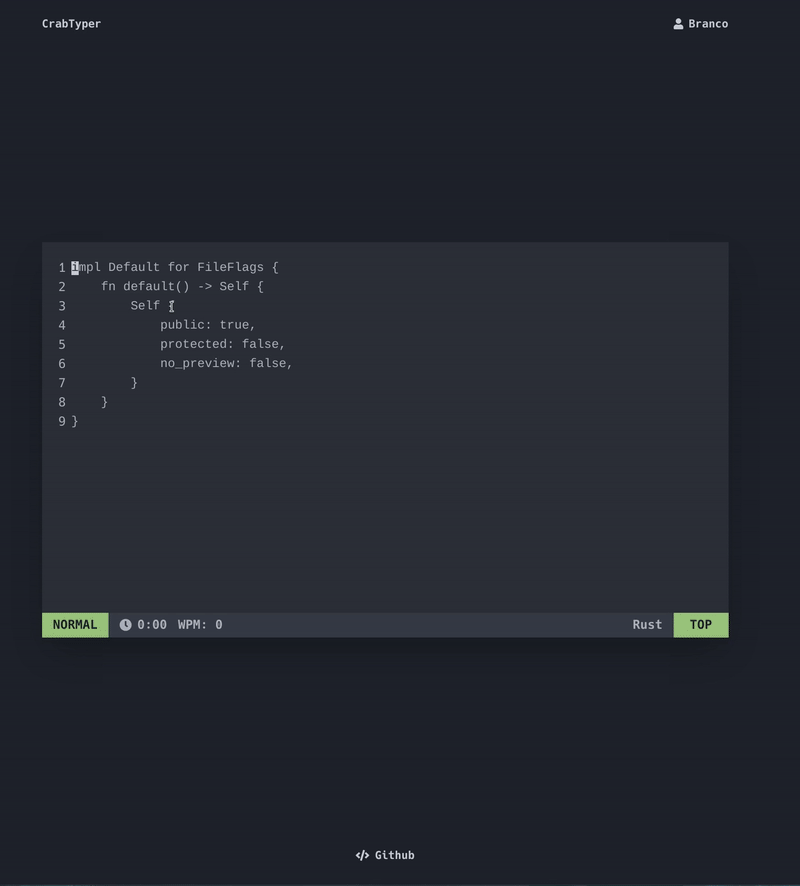 CrabTyper Branco
1 impl Default for FileFlags {
2     fn default() -> Self {
3         Self {
4             public: true,
5             protected: false,
6             no_preview: false,
7         }
8     }
9 }
NORMAL 0:00 WPM: 0 Rust TOP
Github